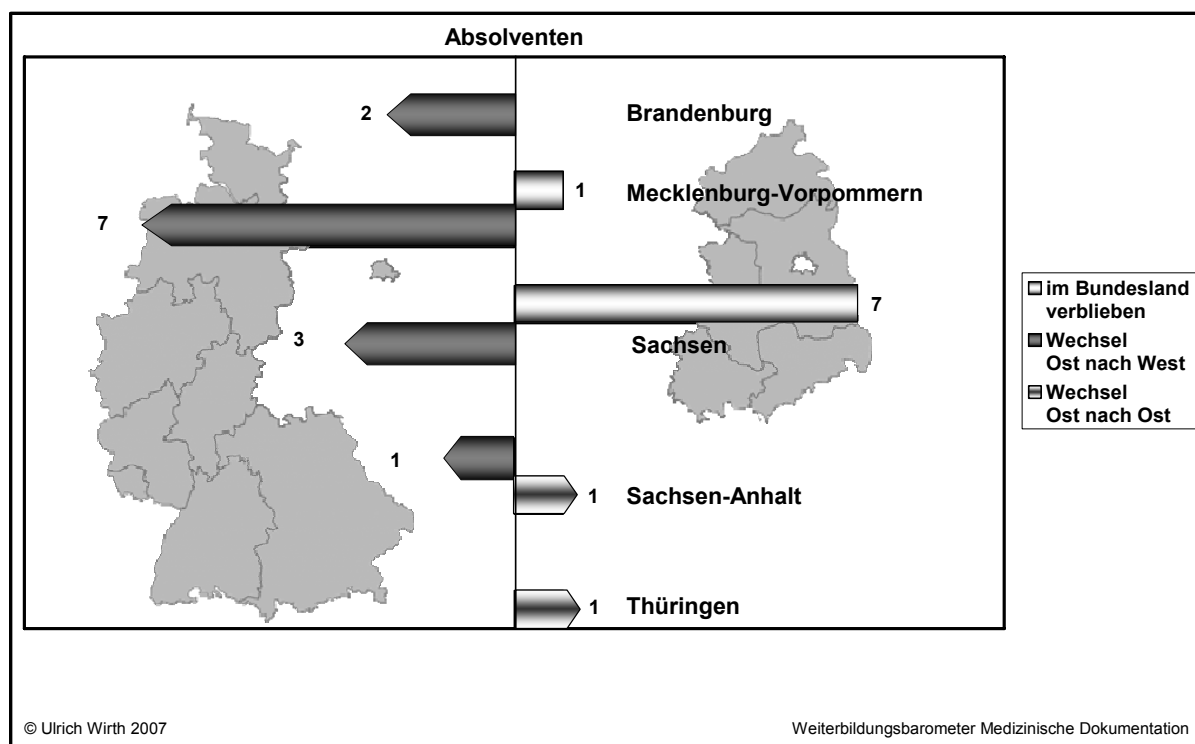 Absolventen
2
Brandenburg
1
Mecklenburg-Vorpommern
7
7
3
Sachsen
1
1
Sachsen-Anhalt
1
Thüringen
im Bundesland
verblieben
Wechsel
Ost nach West
Wechsel
Ost nach Ost
© Ulrich Wirth 2007
Weiterbildungsbarometer Medizinische Dokumentation